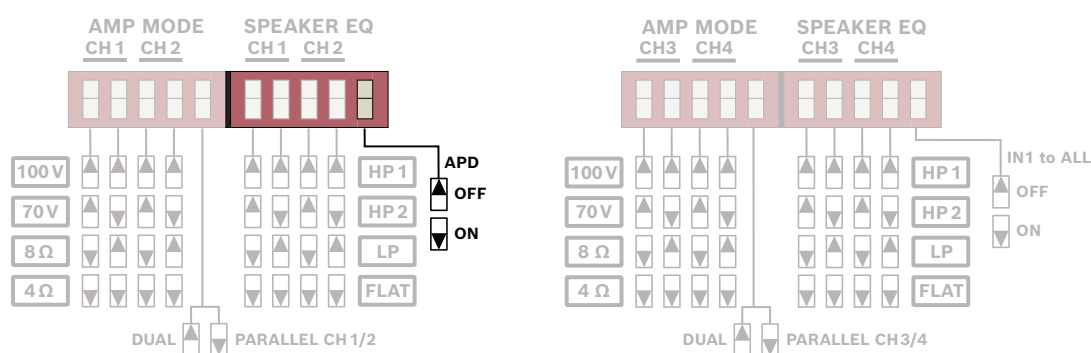 AMP MODE SPEAKER EQ
CH 1 CH 2 CH 1 CH 2
APD
100 V HP 1
OFF
70 V HP 2
ON
8 Ω LP
4 Ω FLAT
DUAL PARALLEL CH 1/2
AMP MODE SPEAKER EQ
CH3 CH4 CH3 CH4
IN1 to ALL
100 V HP 1
OFF
70 V HP 2
ON
8 Ω LP
4 Ω FLAT
DUAL PARALLEL CH 3/4